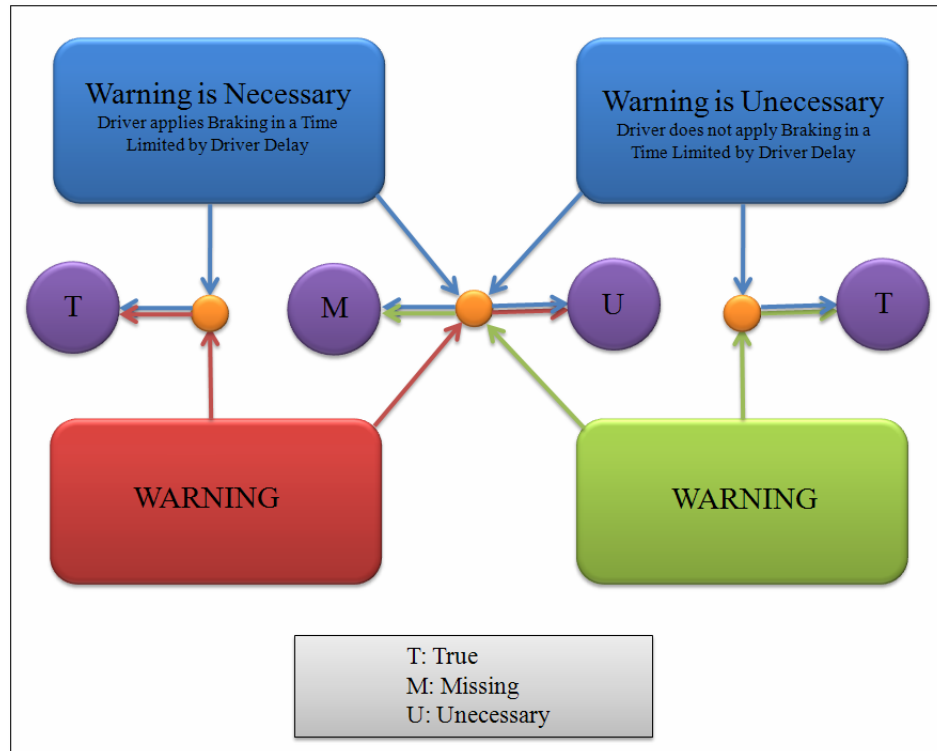 Warning is Necessary
Driver applies Braking in a Time
Limited by Driver Delay
Warning is Unecessary
Driver does not apply Braking in a
Time Limited by Driver Delay
T
M
U
T
WARNING
WARNING
T: True
M: Missing
U: Unecessary